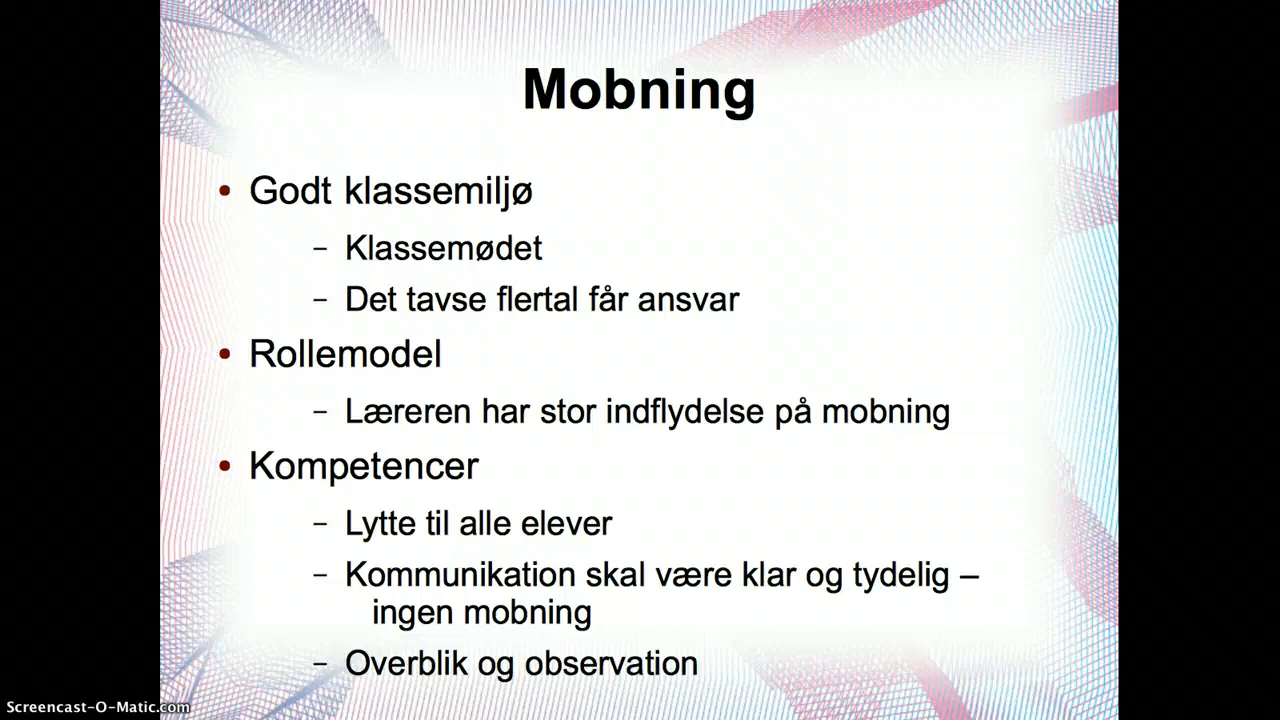 Mobning
• Godt klassemiljø
– Klassemødet
– Det tavse flertal får ansvar
• Rollemodel
– Læreren har stor indflydelse på mobning
• Kompetencer
– Lytte til alle elever
– Kommunikation skal være klar og tydelig –
ingen mobning
– Overblik og observation
Screencast-O-Matic.com